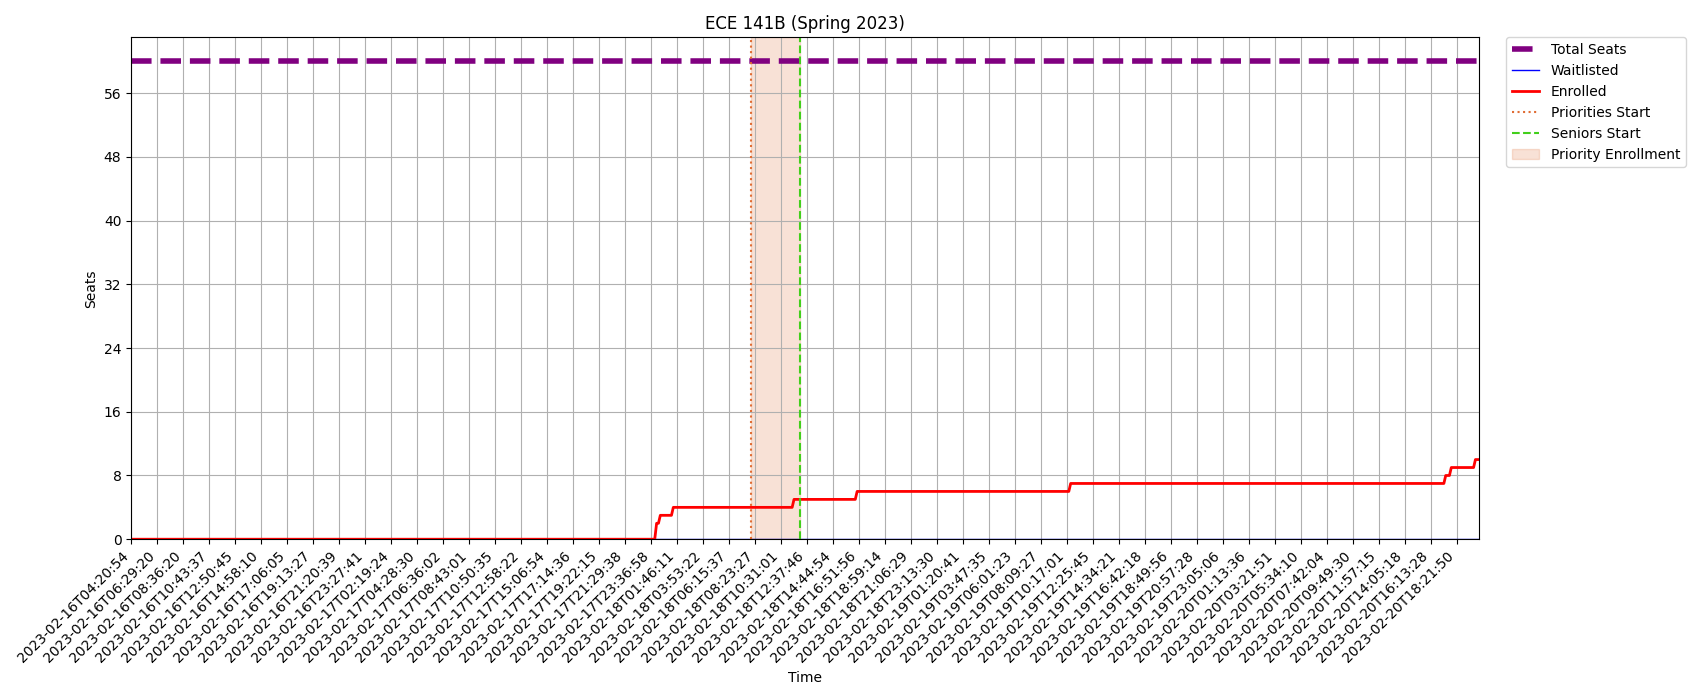 ECE 141B (Spring 2023)
Total Seats
Waitlisted
Enrolled
Priorities Start
Seniors Start
Priority Enrollment
Seats
56
48
40
32
24
16
8
0
2023-02-16T04:20:54
2023-02-16T06:29:20
2023-02-16T08:36:20
2023-02-16T10:43:37
2023-02-16T12:50:45
2023-02-16T14:58:10
2023-02-16T17:06:05
2023-02-16T19:13:27
2023-02-16T21:20:39
2023-02-16T23:27:41
2023-02-17T02:19:24
2023-02-17T04:28:30
2023-02-17T06:36:02
2023-02-17T08:43:01
2023-02-17T10:50:35
2023-02-17T12:58:22
2023-02-17T15:06:54
2023-02-17T17:14:36
2023-02-17T19:22:15
2023-02-17T21:29:38
2023-02-17T23:36:58
2023-02-18T01:46:11
2023-02-18T03:53:22
2023-02-18T06:15:37
2023-02-18T08:23:27
2023-02-18T10:31:01
2023-02-18T12:37:46
2023-02-18T14:44:54
2023-02-18T16:51:56
2023-02-18T18:59:14
2023-02-18T21:06:29
2023-02-18T23:13:30
2023-02-19T01:20:41
2023-02-19T03:47:35
2023-02-19T06:01:23
2023-02-19T08:09:27
2023-02-19T10:17:01
2023-02-19T12:25:45
2023-02-19T14:34:21
2023-02-19T16:42:18
2023-02-19T18:49:56
2023-02-19T20:57:28
2023-02-19T23:05:06
2023-02-20T01:13:36
2023-02-20T03:21:51
2023-02-20T05:34:10
2023-02-20T07:42:04
2023-02-20T09:49:30
2023-02-20T11:57:15
2023-02-20T14:05:18
2023-02-20T16:13:28
2023-02-20T18:21:50
Time